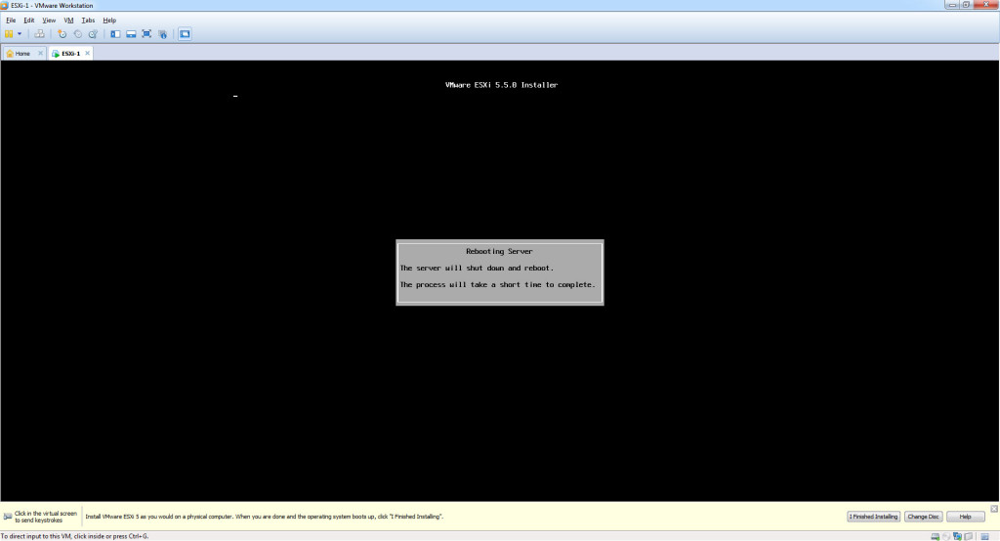 ESXi-1 - VMware Workstation
File Edit View VM Tabs Help
Home ESXi-1
VMware ESXi 5.5.0 Installer
Rebooting Server
The server will shut down and reboot.
The process will take a short time to complete.
Click in the virtual screen
to send keystrokes
Install VMware ESXi 5 as you would on a physical computer. When you are done and the operating system boots up, click "I Finished Installing".
I Finished Installing Change Disc Help
To direct input to this VM, click inside or press Ctrl+G.